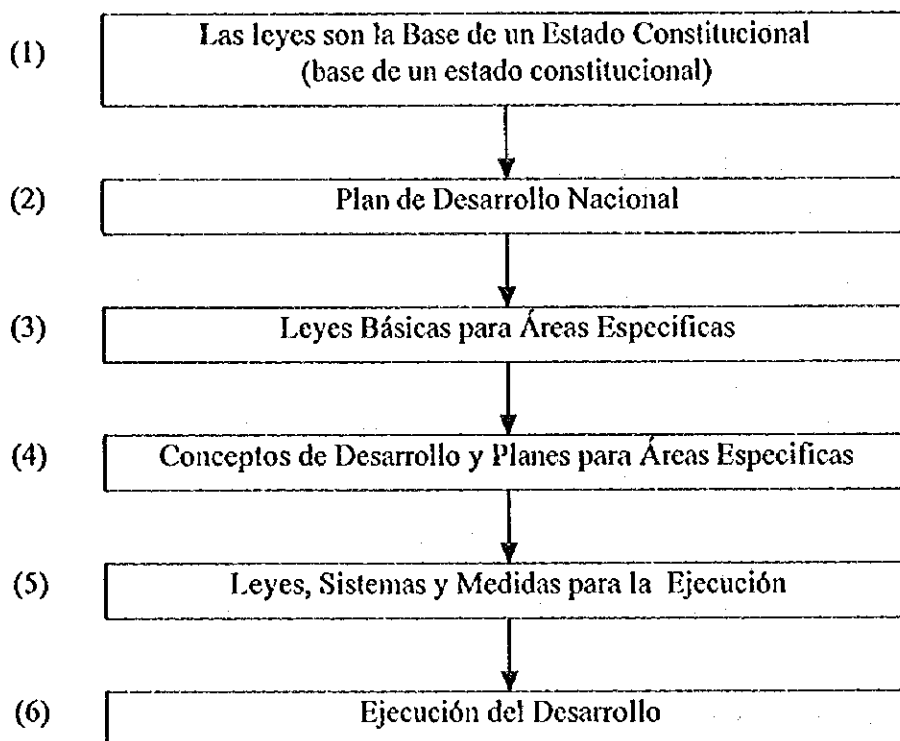 (1) Las leyes son la Base de un Estado Constitucional
(base de un estado constitucional)
(2) Plan de Desarrollo Nacional
(3) Leyes Básicas para Áreas Específicas
(4) Conceptos de Desarrollo y Planes para Áreas Especificas
(5) Leyes, Sistemas y Medidas para la Ejecución
(6) Ejecución del Desarrollo